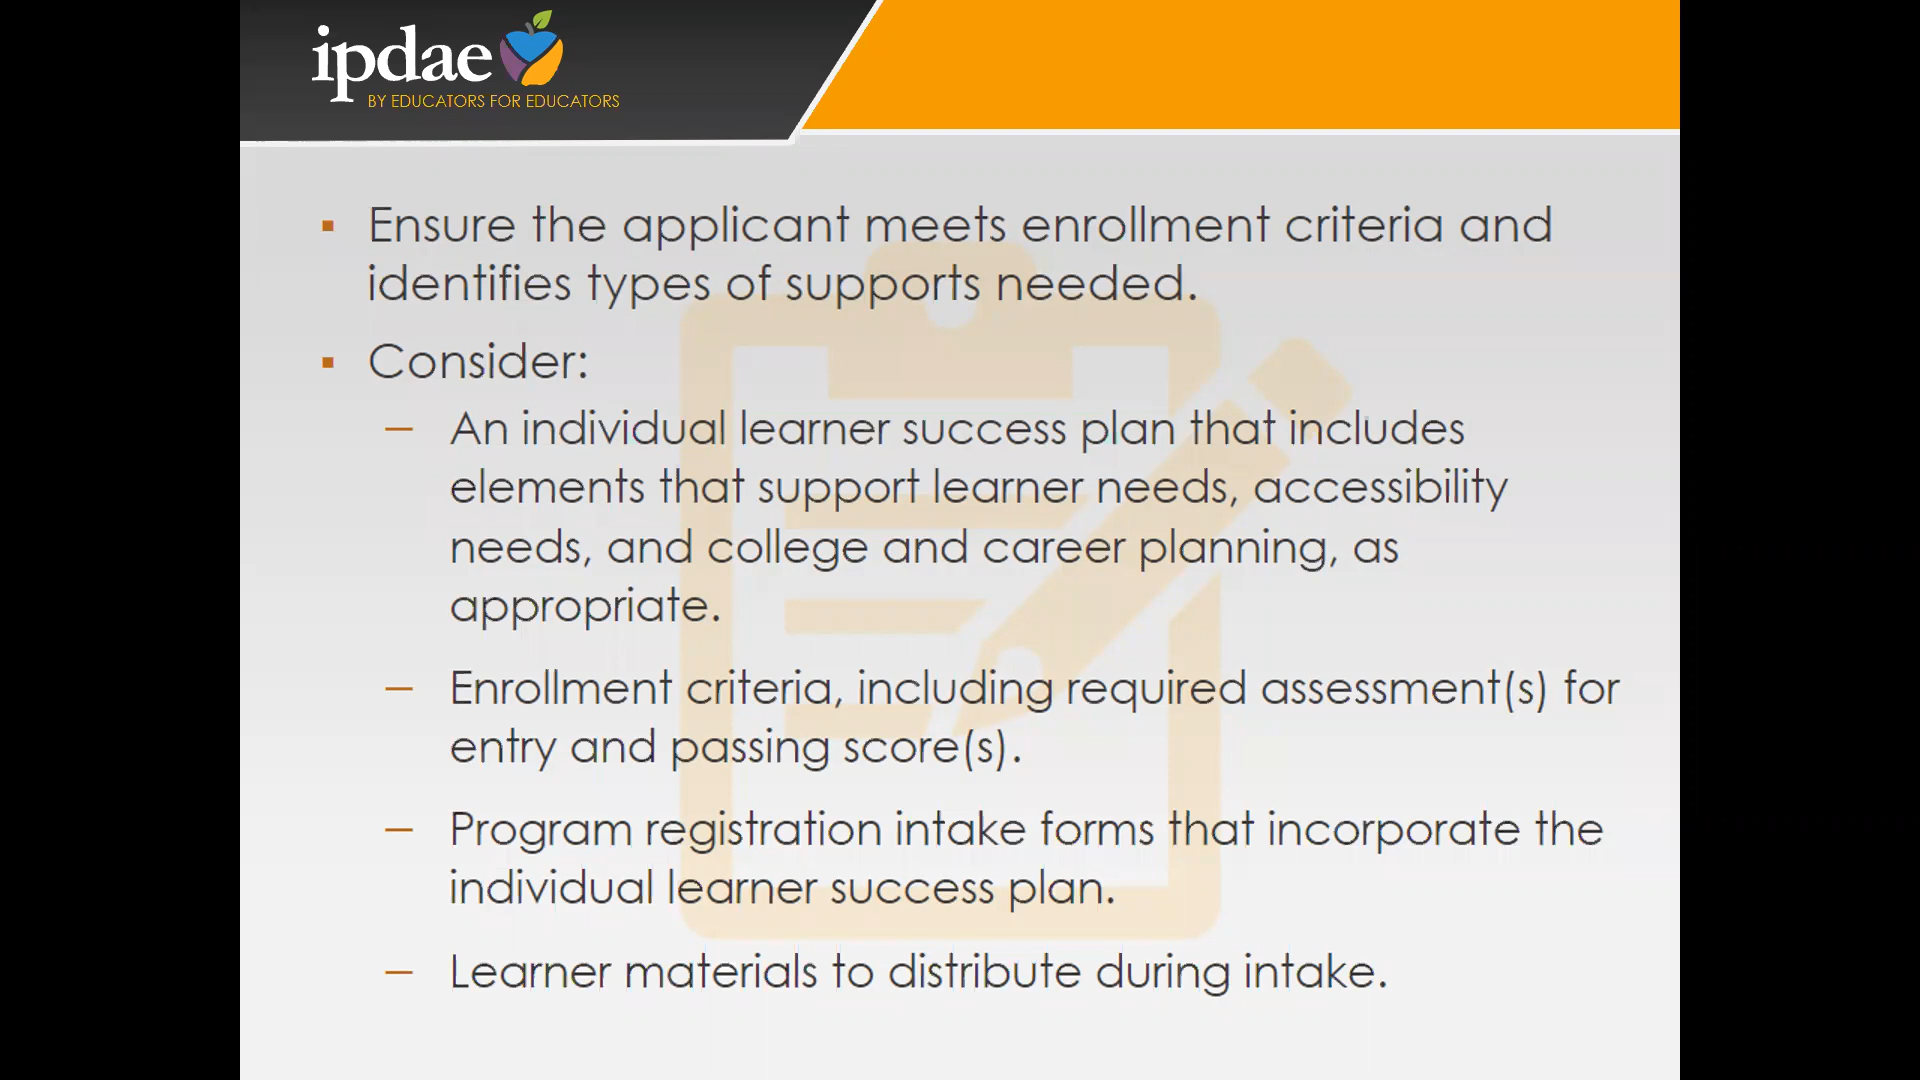 ipdae
BY EDUCATORS FOR EDUCATORS
▪ Ensure the applicant meets enrollment criteria and
identifies types of supports needed.
▪ Consider:
– An individual learner success plan that includes
elements that support learner needs, accessibility
needs, and college and career planning, as
appropriate.
– Enrollment criteria, including required assessment(s) for
entry and passing score(s).
– Program registration intake forms that incorporate the
individual learner success plan.
– Learner materials to distribute during intake.